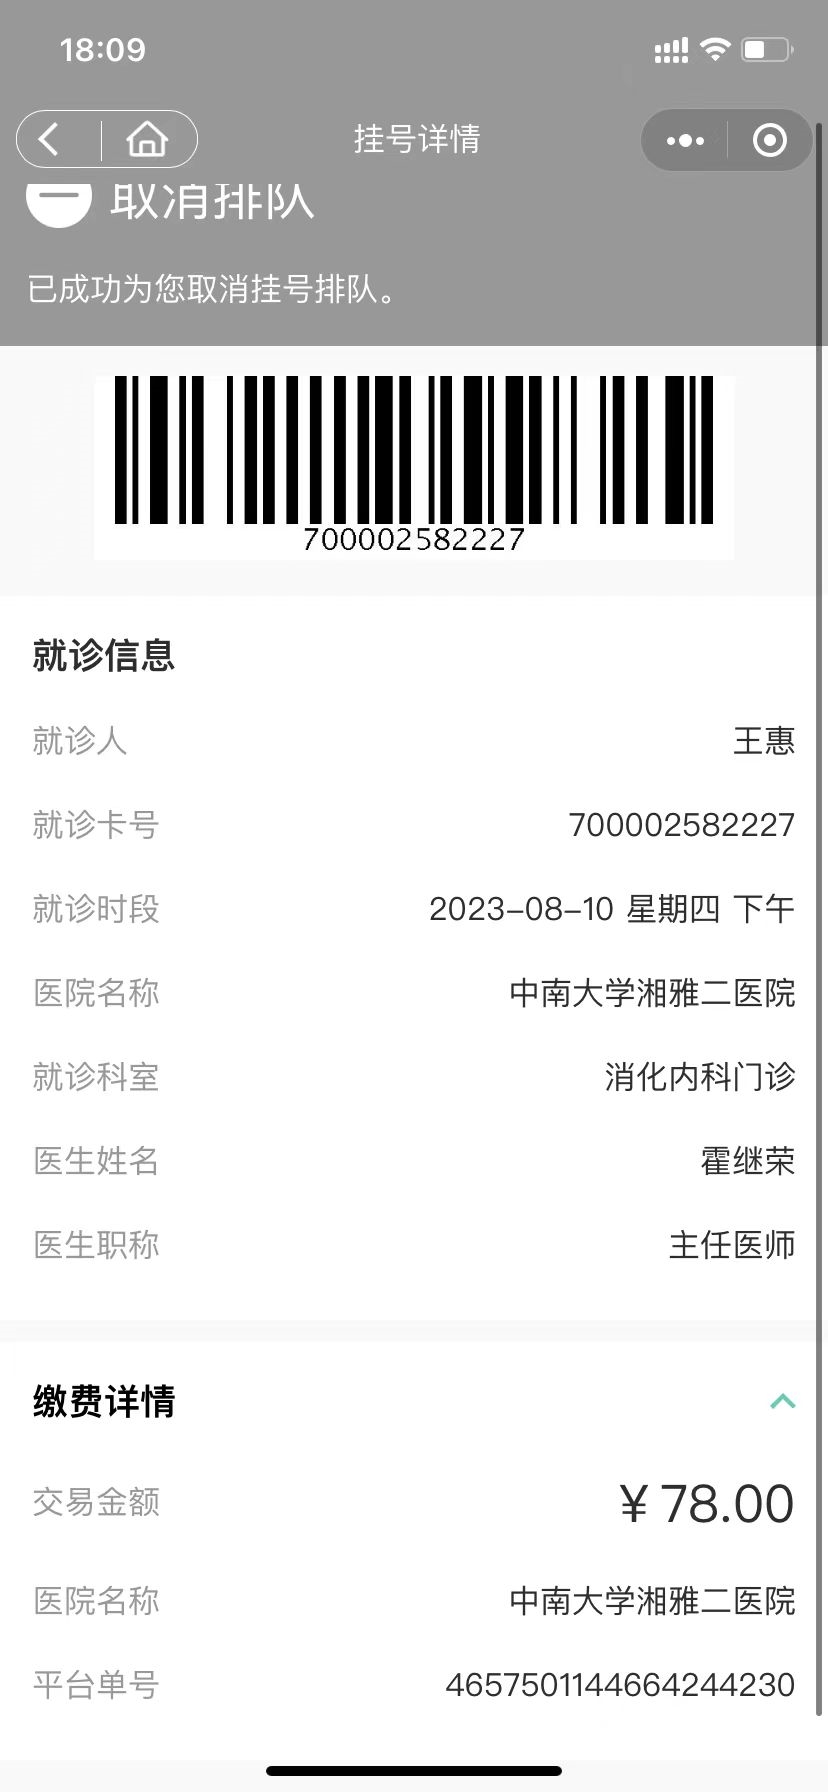 18:09
挂号详情
取消排队
已成功为您取消挂号排队。
700002582227
就诊信息
就诊人 王惠
就诊卡号 700002582227
就诊时段 2023-08-10 星期四 下午
医院名称 中南大学湘雅二医院
就诊科室 消化内科门诊
医生姓名 霍继荣
医生职称 主任医师
缴费详情
交易金额 ¥ 78.00
医院名称 中南大学湘雅二医院
平台单号 4657501144664244230